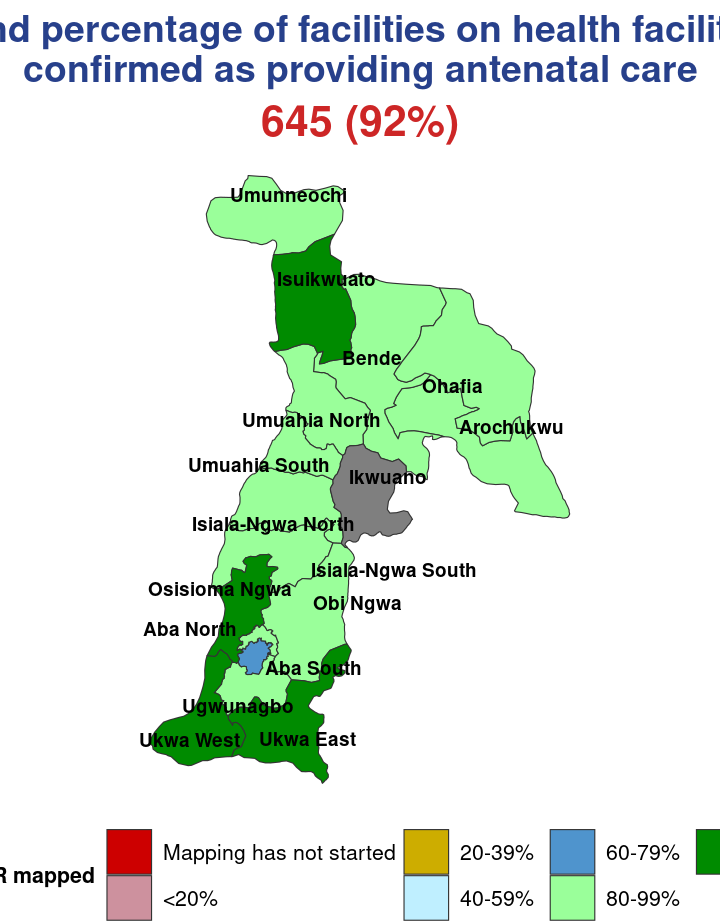 nd percentage of facilities on health facilit
confirmed as providing antenatal care
645 (92%)
Umunneochi
Isuikwuato
Bende
Ohafia
Umuahia North
Arochukwu
Umuahia South
Ikwuano
Isiala-Ngwa North
Isiala-Ngwa South
Osisioma Ngwa
Obi Ngwa
Aba North
Aba South
Ugwunagbo
Ukwa West
Ukwa East
R mapped
Mapping has not started
20-39%
60-79%
<20%
40-59%
80-99%